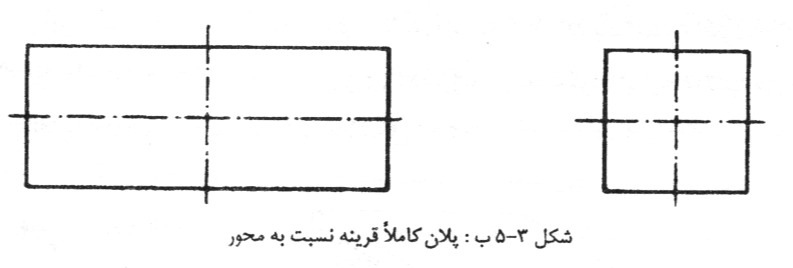 شکل ۳-۵ ب : پلان کاملاً قرینه نسبت به محور